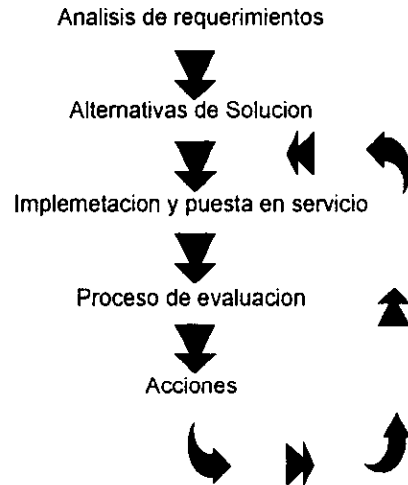 Analisis de requerimientos
Alternativas de Solucion
Implemetacion y puesta en servicio
Proceso de evaluacion
Acciones